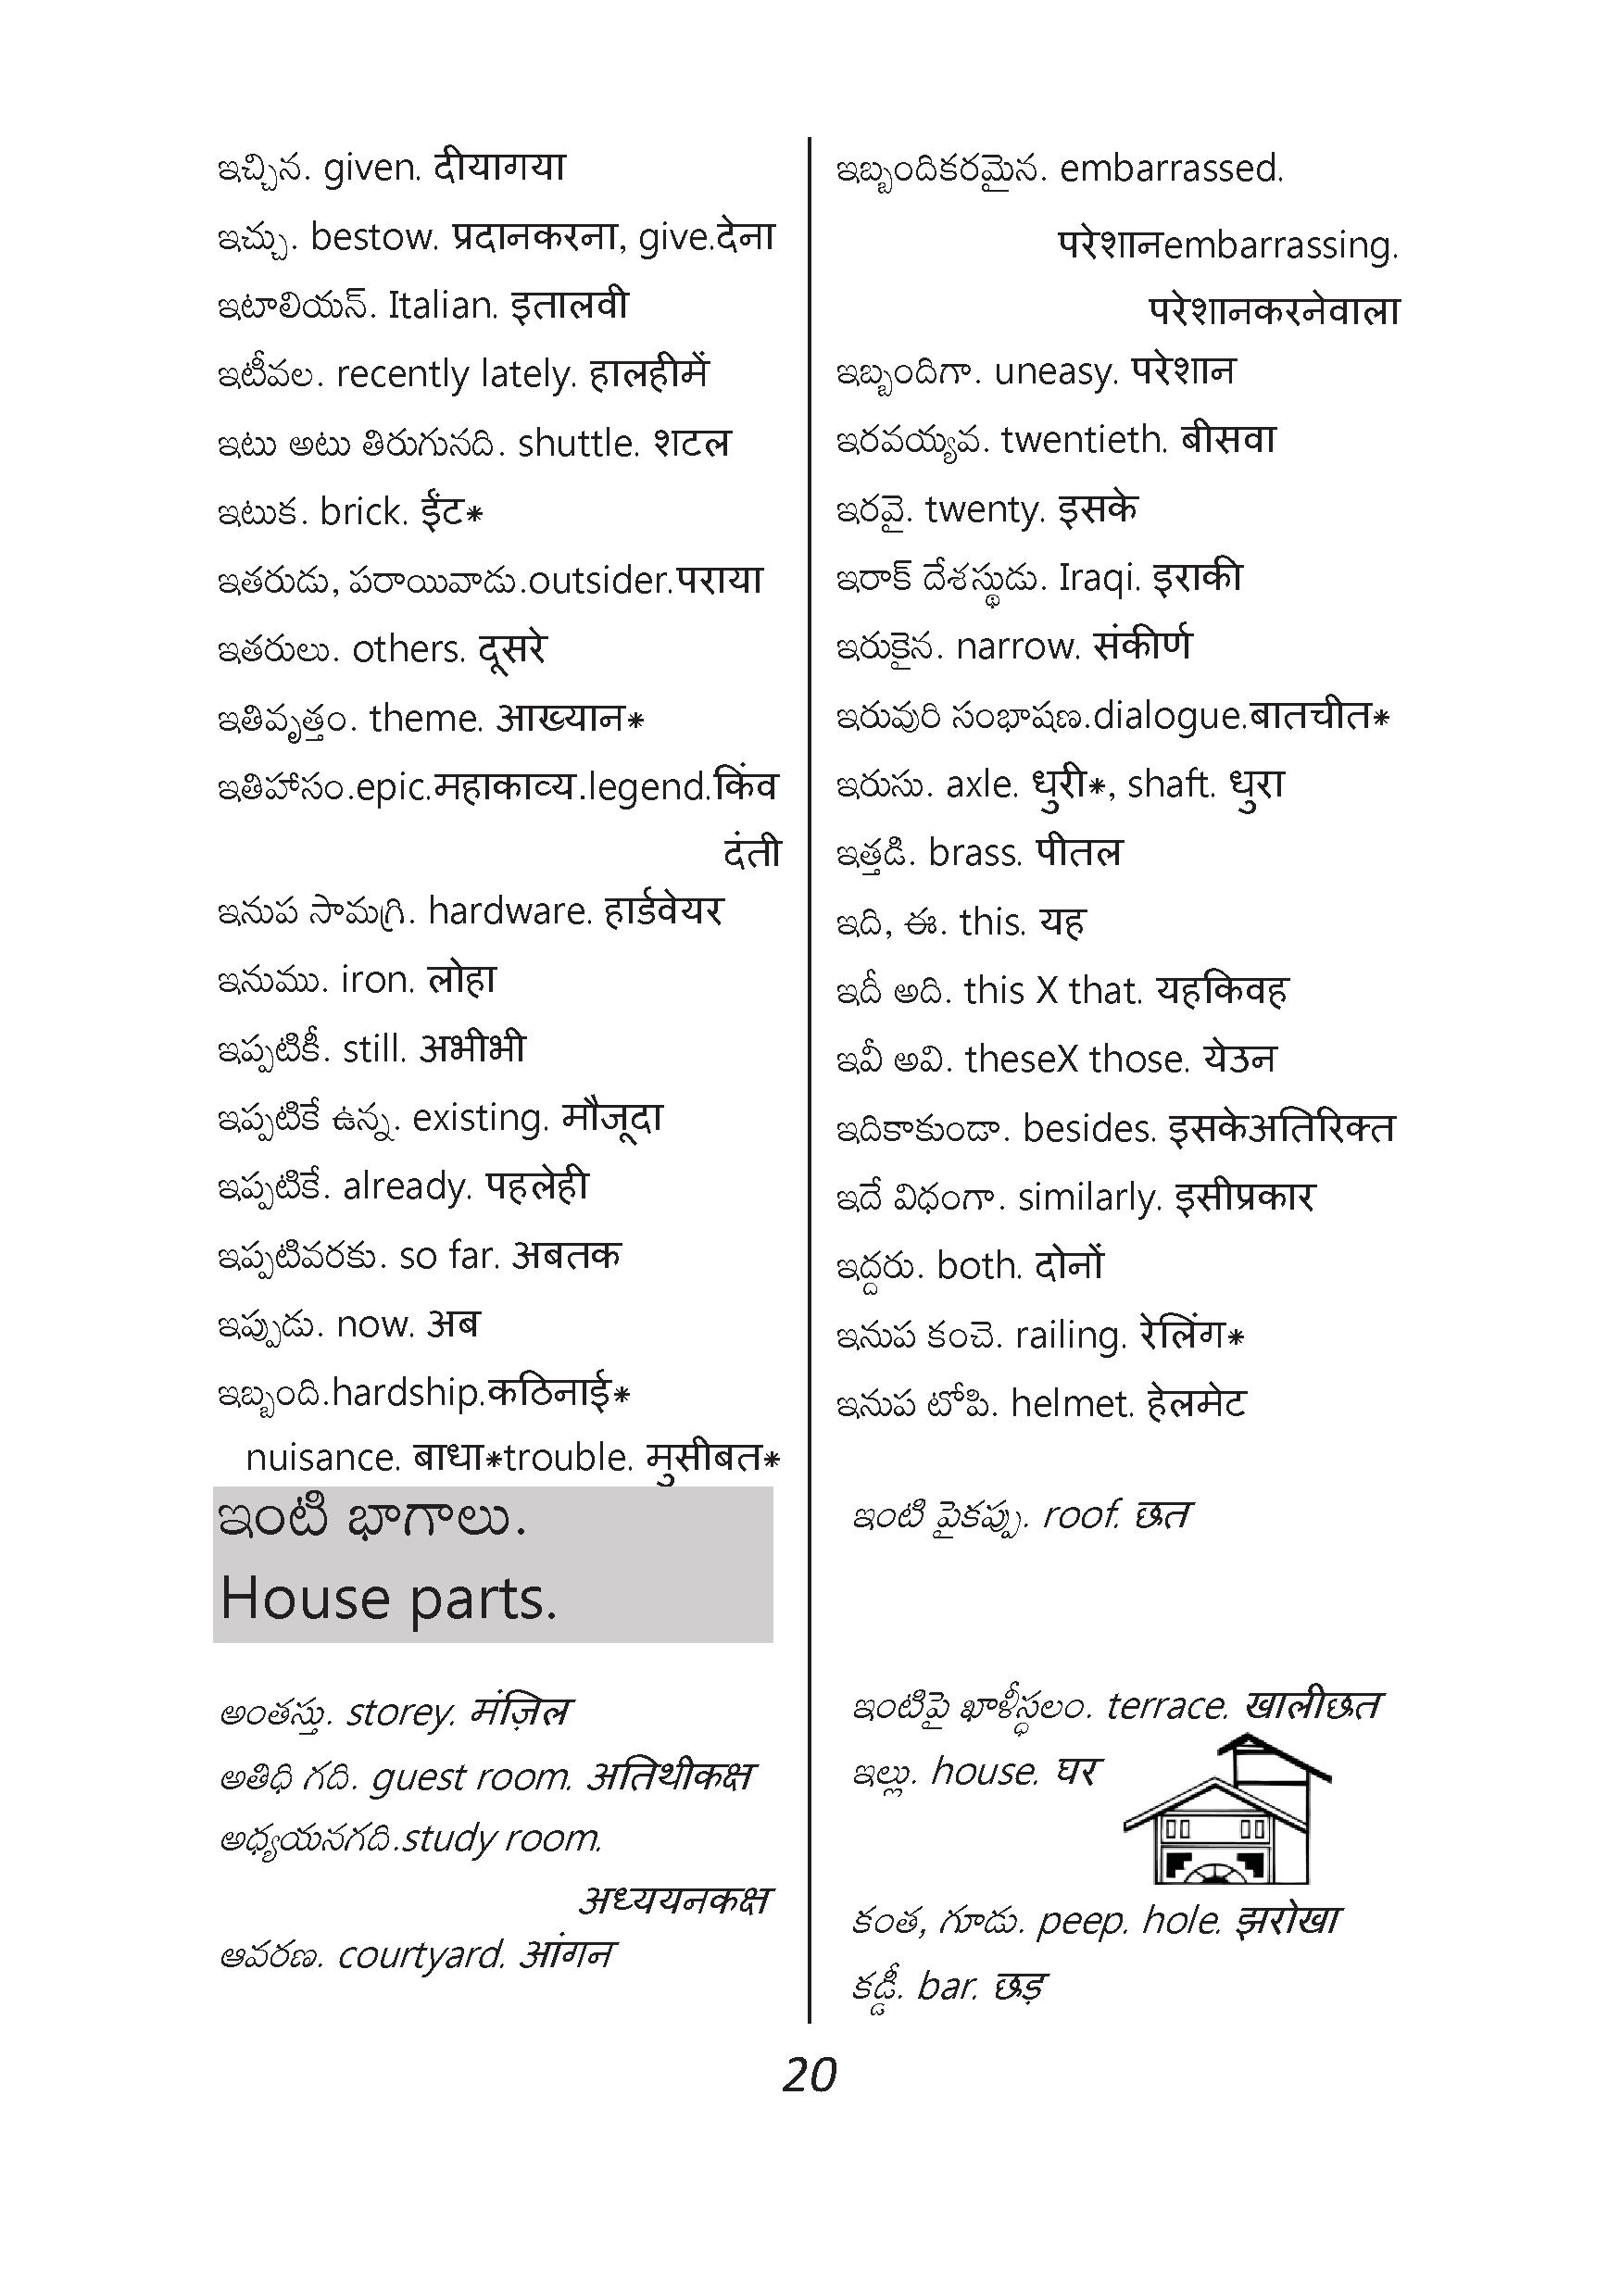 ఇచ్చిన. given. दीयागया
ఇచ్చు. bestow. प्रदानकरना, give.देना
ఇటాలియన్. Italian. इतालवी
ఇటీవల. recently lately. हालहीमें
ఇటు అటు తిరుగునది. shuttle. शटल
ఇటుక. brick. ईंट*
ఇతరుడు, పరాయివాడు.outsider.पराया
ఇతరులు. others. दूसरे
ఇతివృత్తం. theme. आख्यान*
ఇతిహాసం.epic.महाकाव्य.legend.किंव
दंती
ఇనుప సామగ్రి. hardware. हार्डवेयर
ఇనుము. iron. लोहा
ఇప్పటికీ. still. अभीभी
ఇప్పటికే ఉన్న. existing. मौजूदा
ఇప్పటికే. already. पहलेही
ఇప్పటివరకు. so far. अबतक
ఇప్పుడు. now. अब
ఇబ్బంది.hardship.कठिनाई*
nuisance. बाधा*trouble. मुसीबत*
ఇబ్బందికరమైన. embarrassed.
परेशानembarrassing.
परेशानकरनेवाला
ఇబ్బందిగా. uneasy. परेशान
ఇరవయ్యవ. twentieth. बीसवा
ఇరవై. twenty. इसके
ఇరాక్ దేశస్థుడు. Iraqi. इराकी
ఇరుకైన. narrow. संकीर्ण
ఇరువురి సంభాషణ.dialogue.बातचीत*
ఇరుసు. axle. धुरी*, shaft. धुरा
ఇత్తడి. brass. पीतल
ఇది, ఈ. this. यह
ఇదీ అది. this X that. यहकिवह
ఇవీ అవి. theseX those. येउन
ఇదికాకుండా. besides. इसकेअतिरिक्त
ఇదే విధంగా. similarly. इसीप्रकार
ఇద్దరు. both. दोनों
ఇనుప కంచె. railing. रेलिंग*
ఇనుప టోపి. helmet. हेलमेट
ఇంటి భాగాలు.
House parts.
అంతస్తు. storey. मंज़िल
అతిధి గది. guest room. अतिथीकक्ष
అధ్యయనగది.study room.
अध्ययनकक्ष
ఆవరణ. courtyard. आंगन
ఇంటి పైకప్పు. roof. छत
ఇంటిపై ఖాళీస్ధలం. terrace. खालीछत
ఇల్లు. house. घर
కంత, గూడు. peep. hole. झरोखा
కడ్డీ. bar. छड़
20